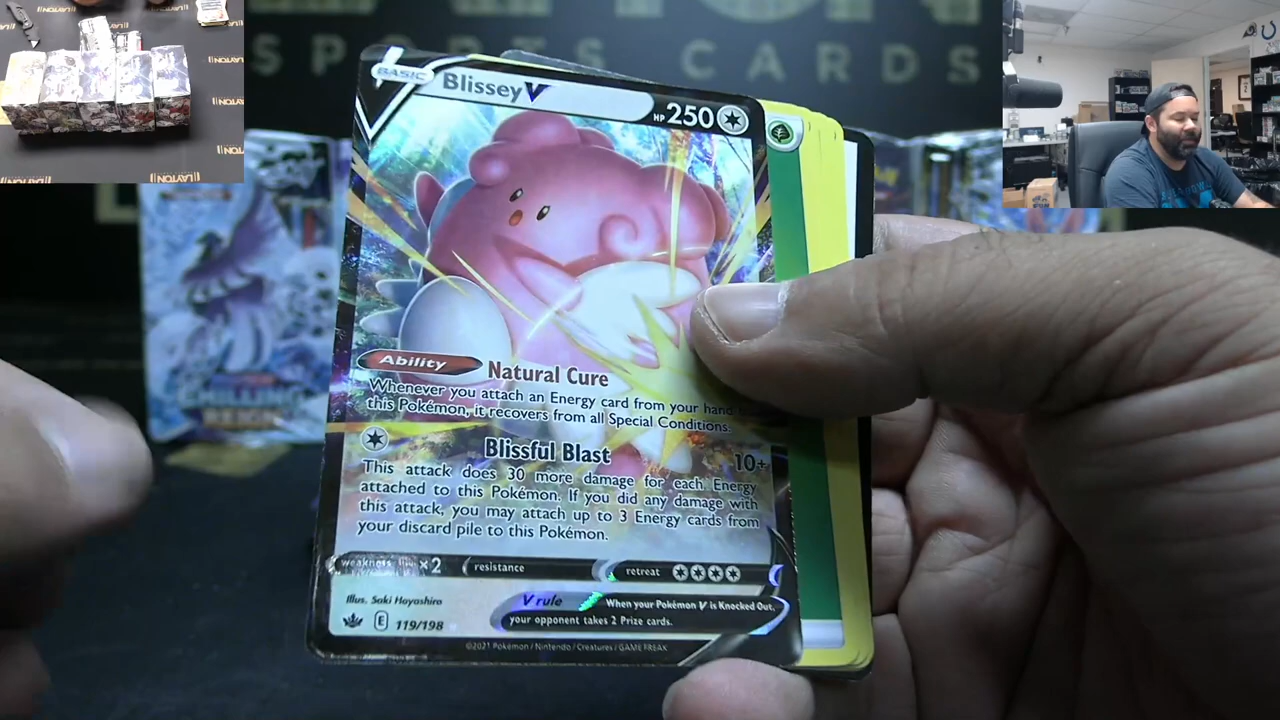 SPORTS CARDS
BASIC Blissey V HP 250
Ability Natural Cure
Whenever you attach an Energy card from your hand
this Pokémon, it recovers from all Special Conditions.
Blissful Blast 10+
This attack does 30 more damage for each Energy
attached to this Pokémon. If you did any damage with
this attack, you may attach up to 3 Energy cards from
your discard pile to this Pokémon.
weakness ×2 resistance retreat
Illus. Saki Hayashiro
V rule When your Pokémon V is Knocked Out,
your opponent takes 2 Prize cards.
E 119/198
©2021 Pokémon / Nintendo / Creatures / GAME FREAK
CHILLING
REIGN
LAYTON
LAYTON
LAYTON